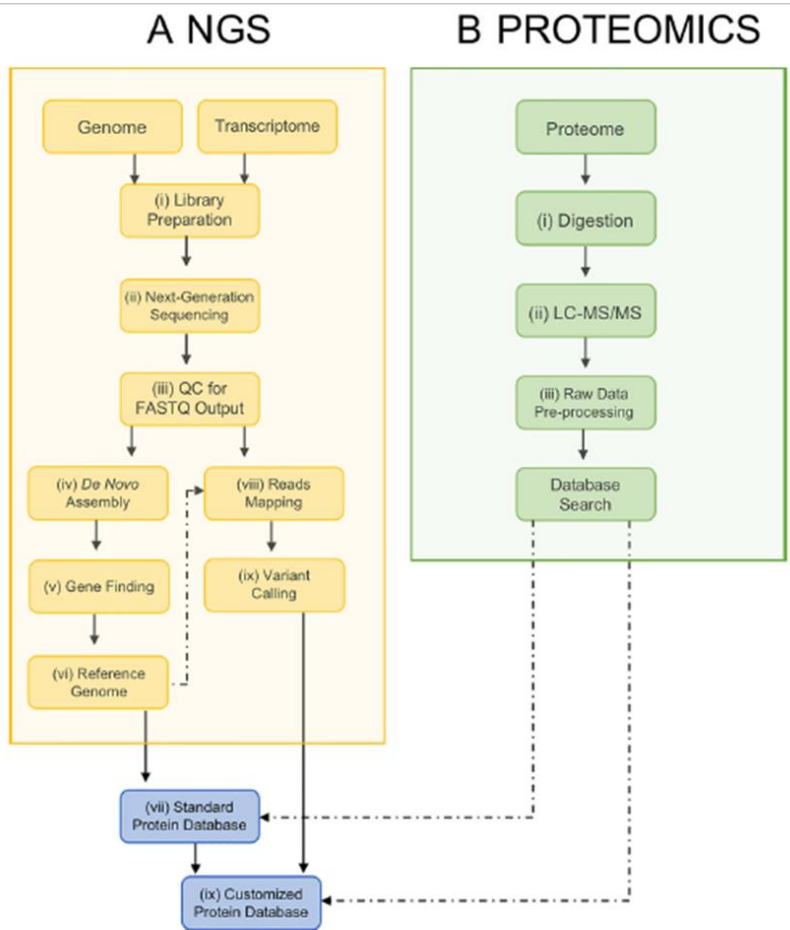 A NGS
B PROTEOMICS
Genome
Transcriptome
(i) Library
Preparation
(ii) Next-Generation
Sequencing
(iii) QC for
FASTQ Output
(iv) De Novo
Assembly
(viii) Reads
Mapping
(v) Gene Finding
(ix) Variant
Calling
(vi) Reference
Genome
Proteome
(i) Digestion
(ii) LC-MS/MS
(iii) Raw Data
Pre-processing
Database
Search
(vii) Standard
Protein Database
(ix) Customized
Protein Database